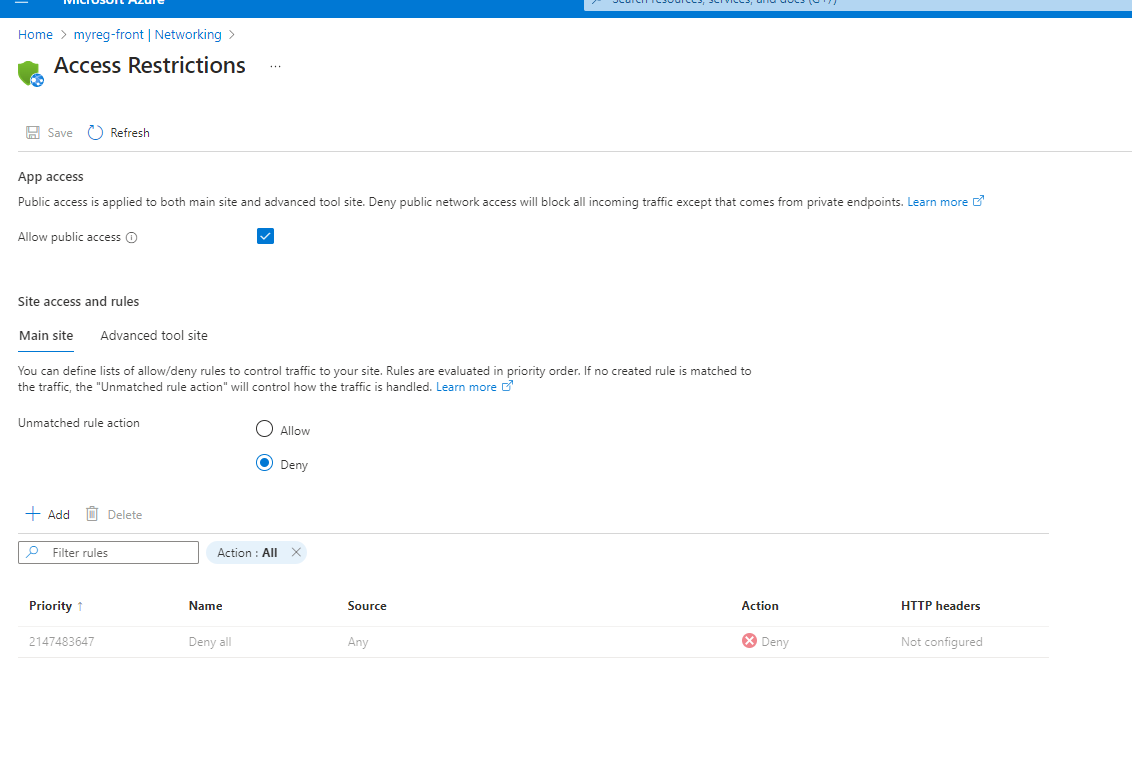 Microsoft Azure
Search resources, services, and docs (G+/)
Home > myreg-front | Networking >
Access Restrictions ...
Save Refresh
App access
Public access is applied to both main site and advanced tool site. Deny public network access will block all incoming traffic except that comes from private endpoints. Learn more
Allow public access
Site access and rules
Main site Advanced tool site
You can define lists of allow/deny rules to control traffic to your site. Rules are evaluated in priority order. If no created rule is matched to
the traffic, the "Unmatched rule action" will control how the traffic is handled. Learn more
Unmatched rule action
Allow
Deny
Add Delete
Filter rules Action : All
Priority ↑ Name Source Action HTTP headers
2147483647 Deny all Any Deny Not configured